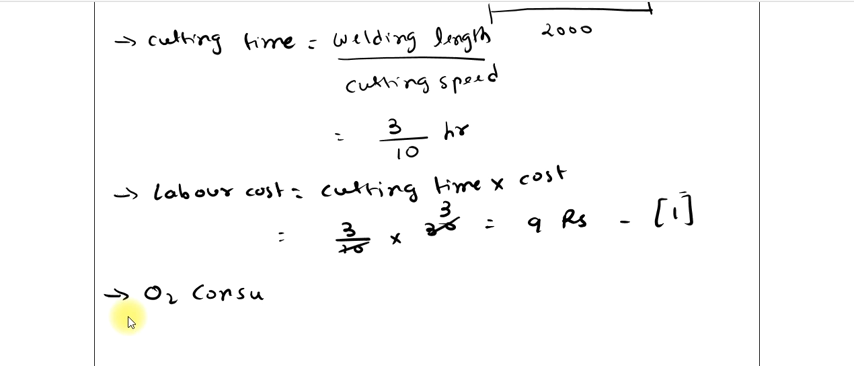 → cutting time = welding length 2000
cutting speed
= 3/10 hr
→ Labour cost = cutting time × cost
= 3/10 × 30 3 = 9 Rs - [1]
→ O₂ Consu